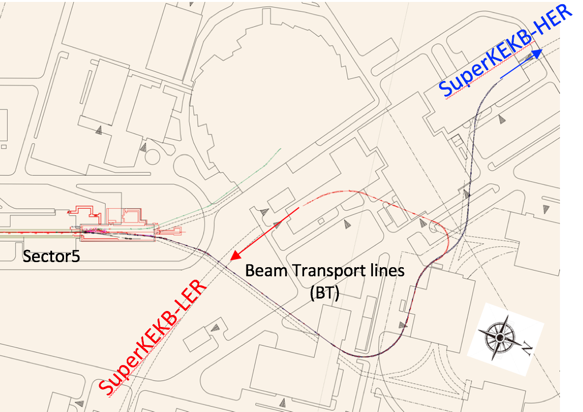 SuperKEKB-HER
Sector5
Beam Transport lines
(BT)
SuperKEKB-LER
N